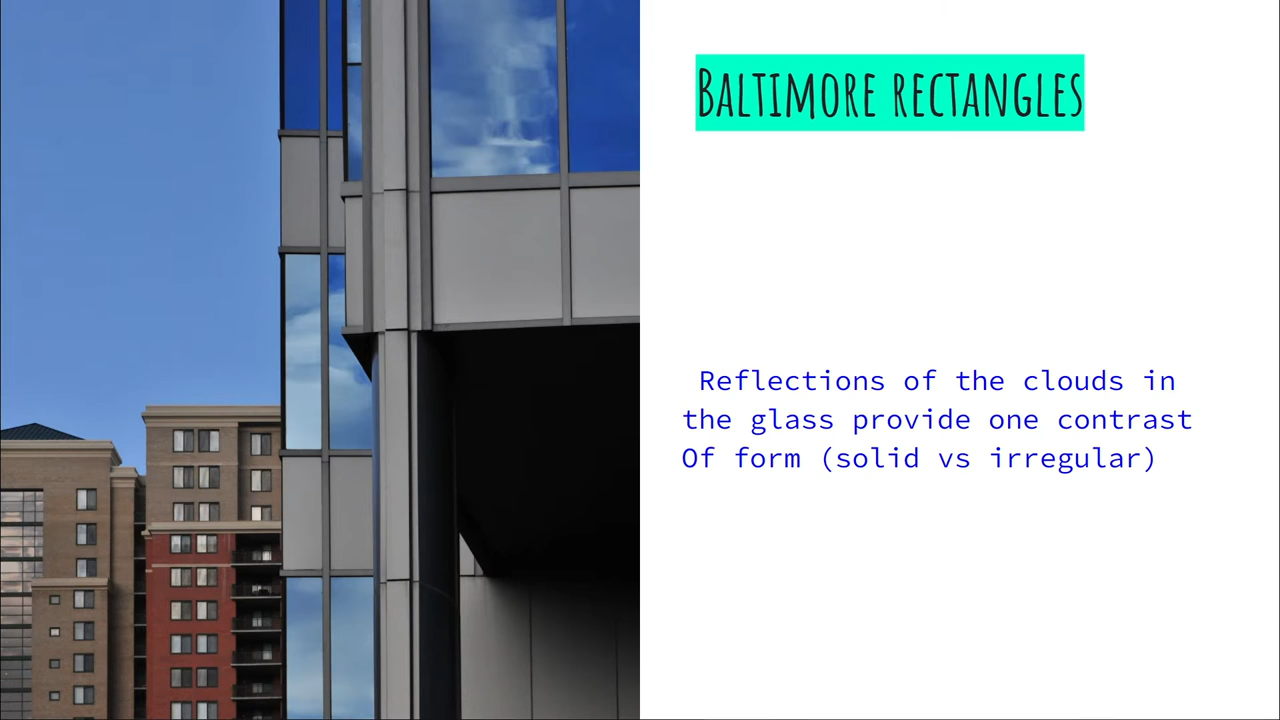 Baltimore rectangles
Reflections of the clouds in
the glass provide one contrast
Of form (solid vs irregular)